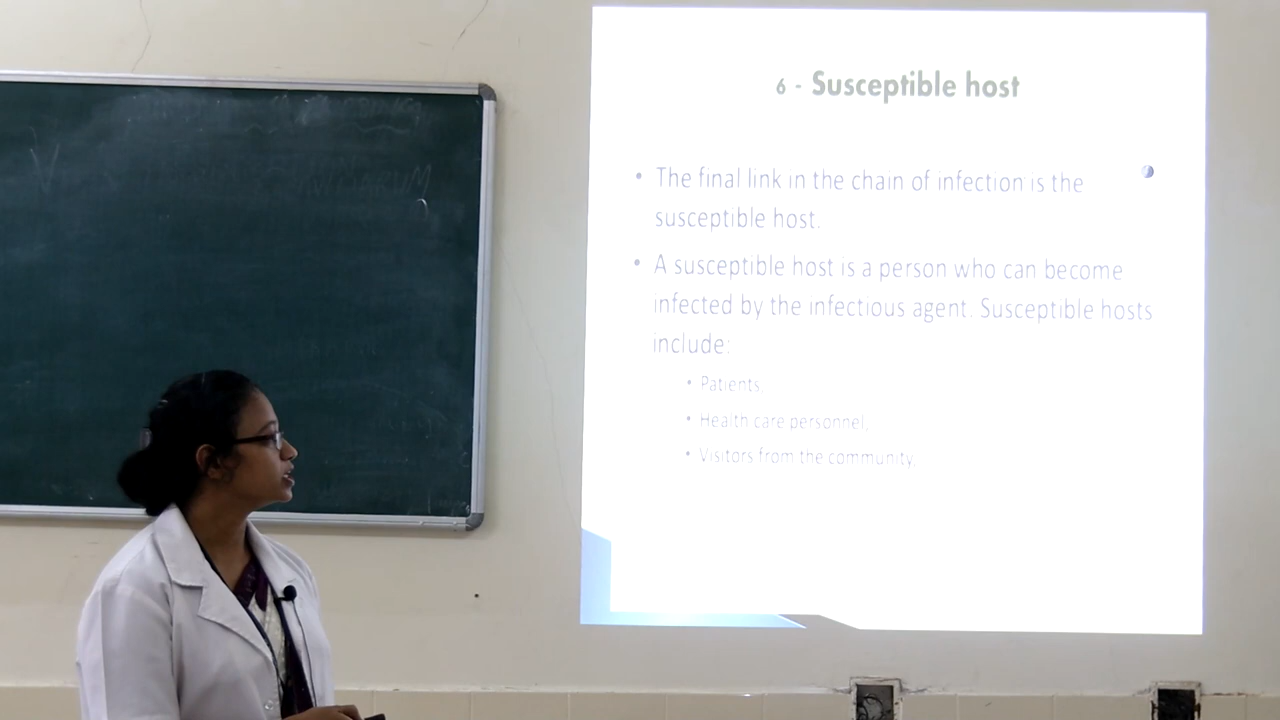 6 - Susceptible host
• The final link in the chain of infection is the
susceptible host.
• A susceptible host is a person who can become
infected by the infectious agent. Susceptible hosts
include:
• Patients,
• Health care personnel,
• Visitors from the community,